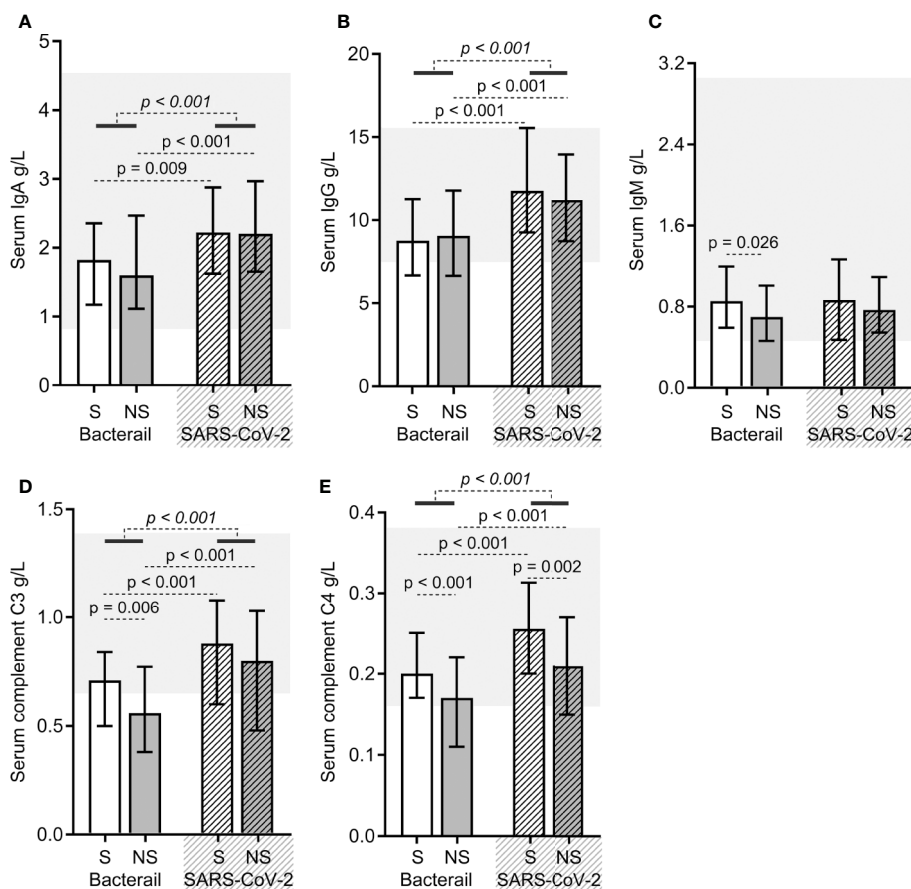 A
Serum IgA g/L
5
4
3
2
1
0
p < 0.001
p < 0.001
p = 0.009
S NS S NS
Bacterail SARS-CoV-2
B
Serum IgG g/L
20
15
10
5
0
p < 0.001
p < 0.001
p < 0.001
S NS S NS
Bacterail SARS-CoV-2
C
Serum IgM g/L
3.2
2.4
1.6
0.8
0.0
p = 0.026
S NS S NS
Bacterail SARS-CoV-2
D
Serum complement C3 g/L
1.5
1.0
0.5
0.0
p < 0.001
p < 0.001
p < 0.001
p = 0.006
S NS S NS
Bacterail SARS-CoV-2
E
Serum complement C4 g/L
0.4
0.3
0.2
0.1
0.0
p < 0.001
p < 0.001
p < 0.001
p = 0.002
p < 0.001
S NS S NS
Bacterail SARS-CoV-2